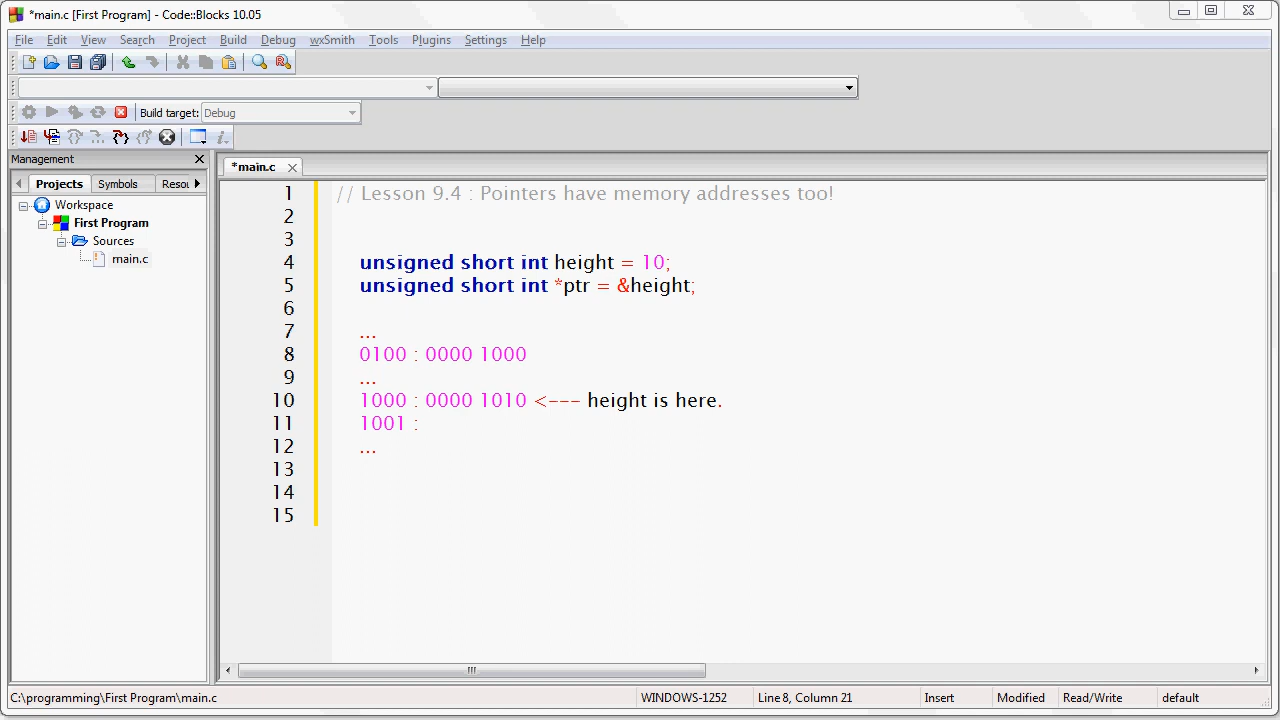 *main.c [First Program] - Code::Blocks 10.05
File Edit View Search Project Build Debug wxSmith Tools Plugins Settings Help
Build target: Debug
Management
Projects Symbols Resou
Workspace
First Program
Sources
main.c
*main.c
1 // Lesson 9.4 : Pointers have memory addresses too!
2
3
4 unsigned short int height = 10;
5 unsigned short int *ptr = &height;
6
7 ...
8 0100 : 0000 1000
9 ...
10 1000 : 0000 1010 <--- height is here.
11 1001 :
12 ...
13
14
15
C:\programming\First Program\main.c WINDOWS-1252 Line 8, Column 21 Insert Modified Read/Write default